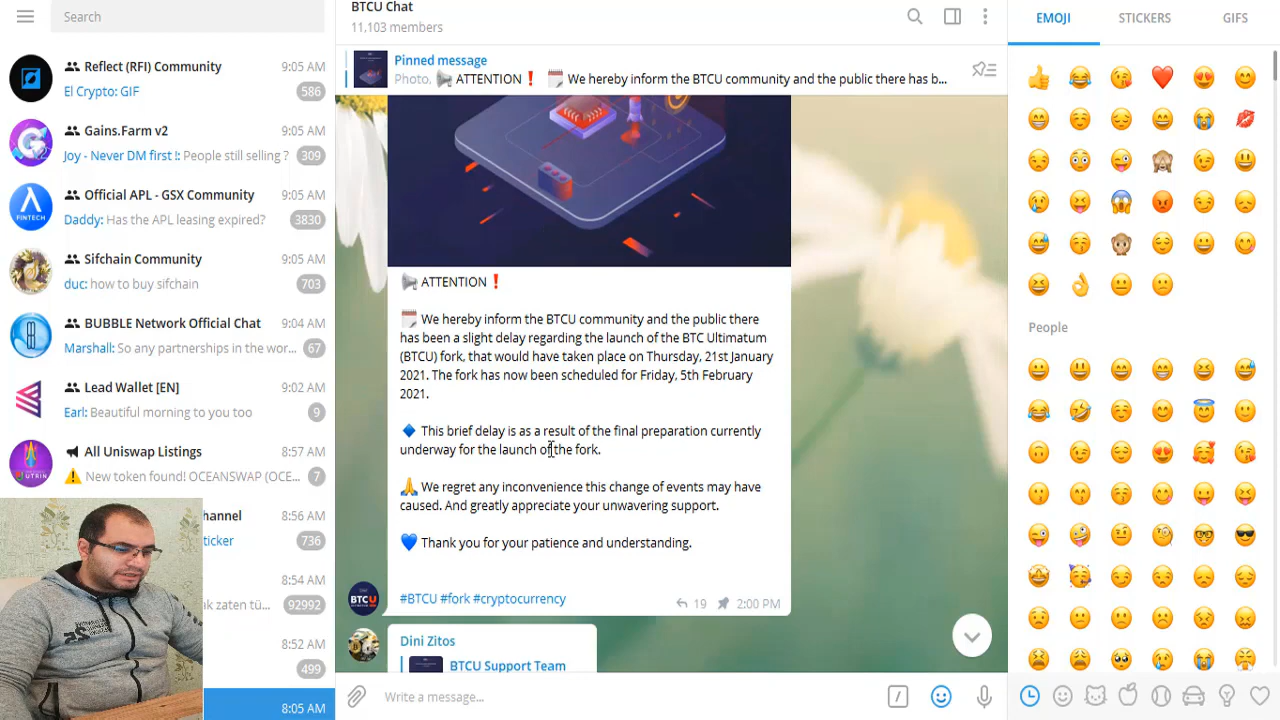 Search
Reflect (RFI) Community
9:05 AM
El Crypto: GIF
586
Gains.Farm v2
9:05 AM
Joy - Never DM first !: People still selling ?
309
Official APL - GSX Community
9:05 AM
Daddy: Has the APL leasing expired?
3830
FINTECH
Sifchain Community
9:05 AM
duc: how to buy sifchain
703
BUBBLE Network Official Chat
9:04 AM
Marshall: So any partnerships in the wor...
67
Lead Wallet [EN]
9:02 AM
Earl: Beautiful morning to you too
9
All Uniswap Listings
8:57 AM
New token found! OCEANSWAP (OCE...
7
hannel
8:56 AM
ticker
736
8:54 AM
ak zaten tü...
92992
8:52 AM
499
8:05 AM
BTCU Chat
11,103 members
Pinned message
Photo, 📢 ATTENTION❗ 🗓 We hereby inform the BTCU community and the public there has b...
📢 ATTENTION❗
🗓 We hereby inform the BTCU community and the public there
has been a slight delay regarding the launch of the BTC Ultimatum
(BTCU) fork, that would have taken place on Thursday, 21st January
2021. The fork has now been scheduled for Friday, 5th February
2021.
🔹 This brief delay is as a result of the final preparation currently
underway for the launch of the fork.
🙏 We regret any inconvenience this change of events may have
caused. And greatly appreciate your unwavering support.
💙 Thank you for your patience and understanding.
#BTCU #fork #cryptocurrency
19
2:00 PM
BTCU
Dini Zitos
BTCU Support Team
Write a message...
EMOJI
STICKERS
GIFS
People